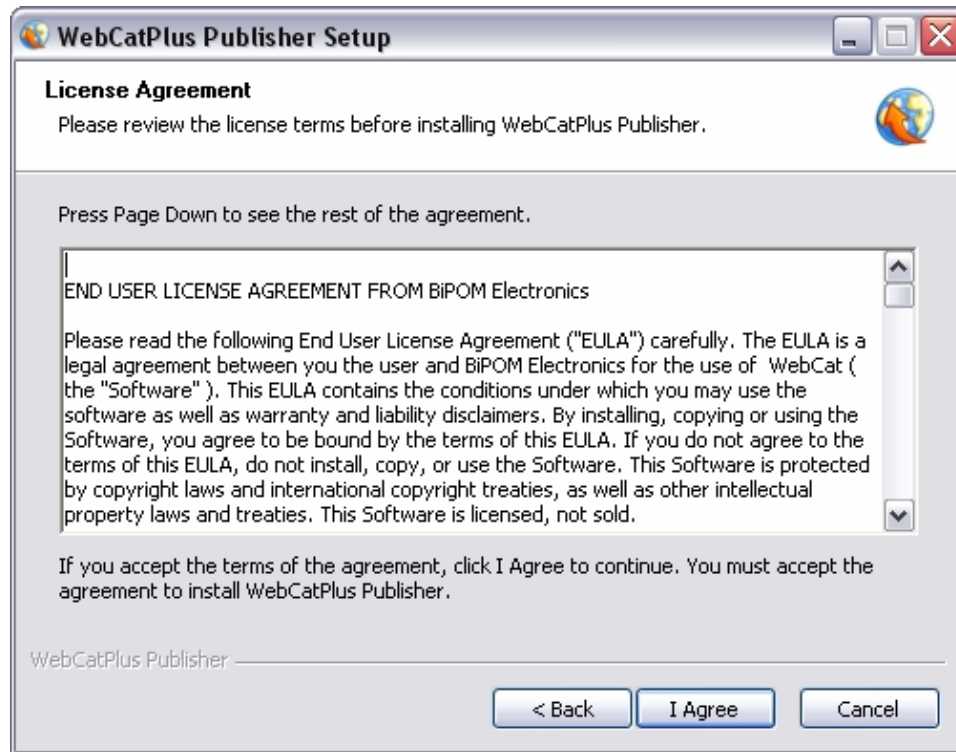 WebCatPlus Publisher Setup
License Agreement
Please review the license terms before installing WebCatPlus Publisher.
Press Page Down to see the rest of the agreement.
END USER LICENSE AGREEMENT FROM BiPOM Electronics
Please read the following End User License Agreement ("EULA") carefully. The EULA is a
legal agreement between you the user and BiPOM Electronics for the use of  WebCat (
the "Software" ). This EULA contains the conditions under which you may use the
software as well as warranty and liability disclaimers. By installing, copying or using the
Software, you agree to be bound by the terms of this EULA. If you do not agree to the
terms of this EULA, do not install, copy, or use the Software. This Software is protected
by copyright laws and international copyright treaties, as well as other intellectual
property laws and treaties. This Software is licensed, not sold.
If you accept the terms of the agreement, click I Agree to continue. You must accept the
agreement to install WebCatPlus Publisher.
WebCatPlus Publisher
< Back I Agree Cancel